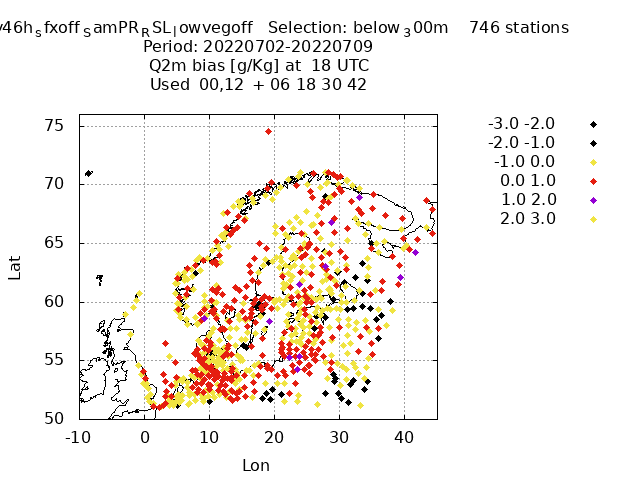 v46h_sfxoff_SamPR_RSL_lowvegoff Selection: below_300m 746 stations
Period: 20220702-20220709
Q2m bias [g/Kg] at 18 UTC
Used 00,12 + 06 18 30 42
-3.0 -2.0
-2.0 -1.0
-1.0 0.0
0.0 1.0
1.0 2.0
2.0 3.0
75
70
65
60
55
50
Lat
-10 0 10 20 30 40
Lon